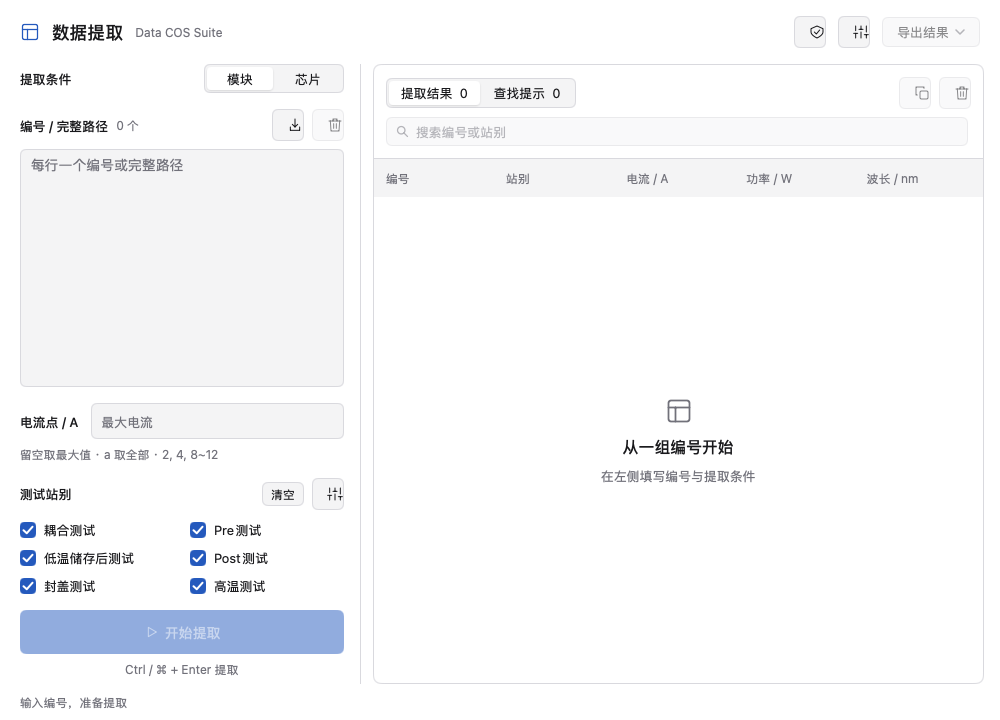 数据提取 Data COS Suite
导出结果
提取条件
模块 芯片
编号 / 完整路径 0 个
每行一个编号或完整路径
电流点 / A 最大电流
留空取最大值 · a 取全部 · 2, 4, 8~12
测试站别 清空
耦合测试 Pre 测试
低温储存后测试 Post 测试
封盖测试 高温测试
开始提取
Ctrl / ⌘ + Enter 提取
输入编号，准备提取
提取结果 0 查找提示 0
搜索编号或站别
编号 站别 电流 / A 功率 / W 波长 / nm
从一组编号开始
在左侧填写编号与提取条件